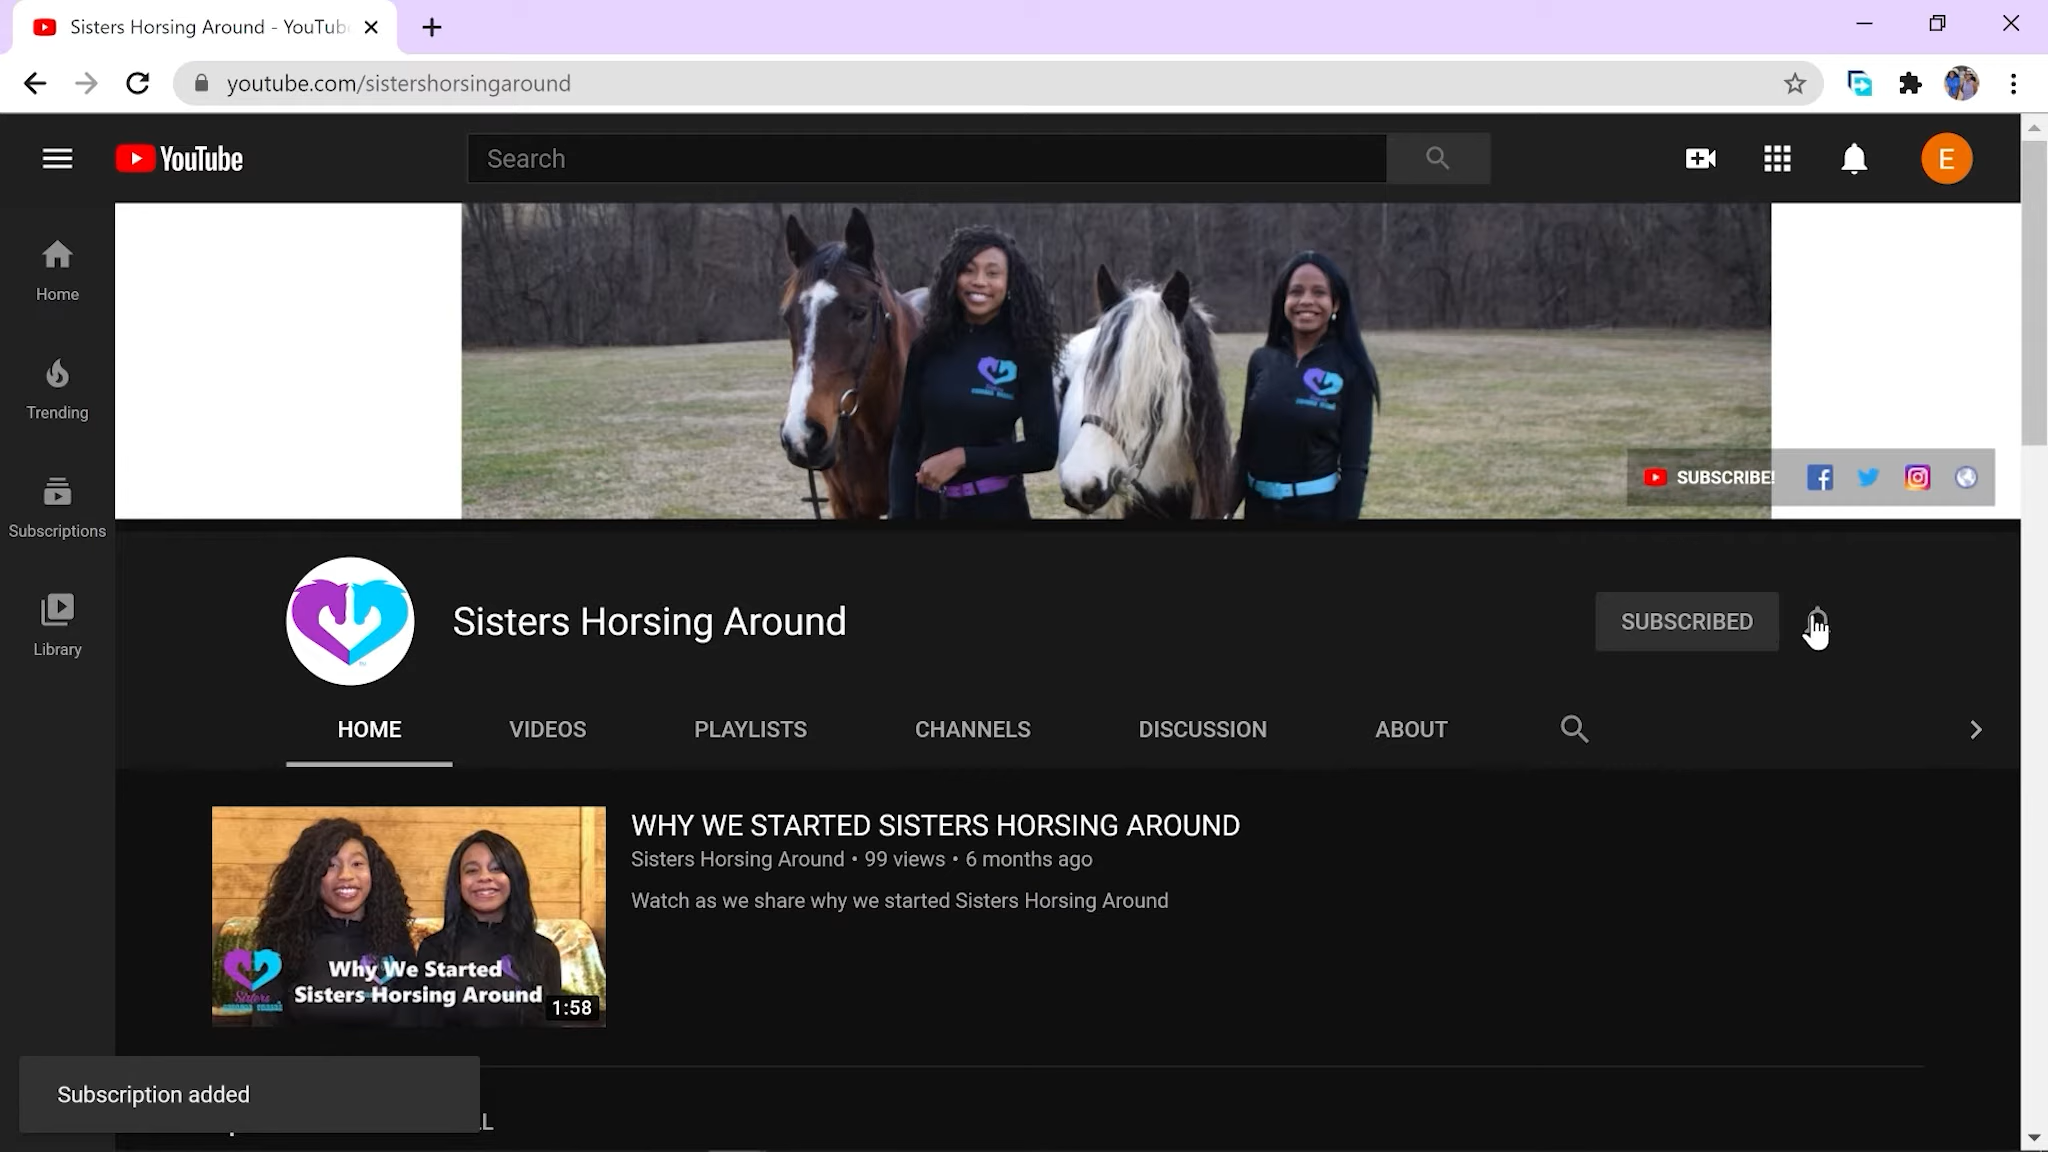 Sisters Horsing Around - YouTub
youtube.com/sistershorsingaround
YouTube
Search
E
Home
Trending
Subscriptions
Library
SUBSCRIBE!
Sisters Horsing Around
SUBSCRIBED
HOME
VIDEOS
PLAYLISTS
CHANNELS
DISCUSSION
ABOUT
WHY WE STARTED SISTERS HORSING AROUND
Sisters Horsing Around • 99 views • 6 months ago
Watch as we share why we started Sisters Horsing Around
Why We Started
Sisters Horsing Around
Sisters
1:58
Subscription added